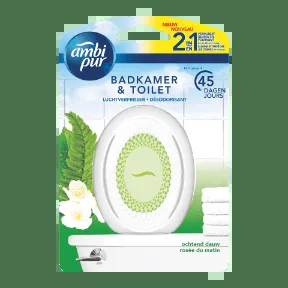 ambi
pur
NIEUW
NOUVEAU
2 IN
EN 1
BADKAMER
& TOILET
LUCHTVERFRISSER - DÉSODORISANT
45
DAGEN
JOURS
ochtend dauw
rosée du matin